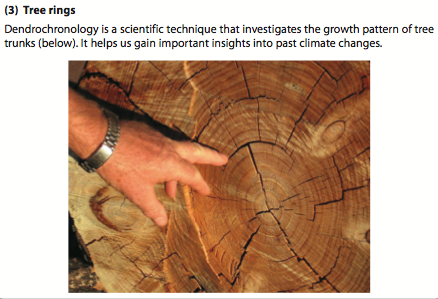 (3) Tree rings
Dendrochronology is a scientific technique that investigates the growth pattern of tree
trunks (below). It helps us gain important insights into past climate changes.